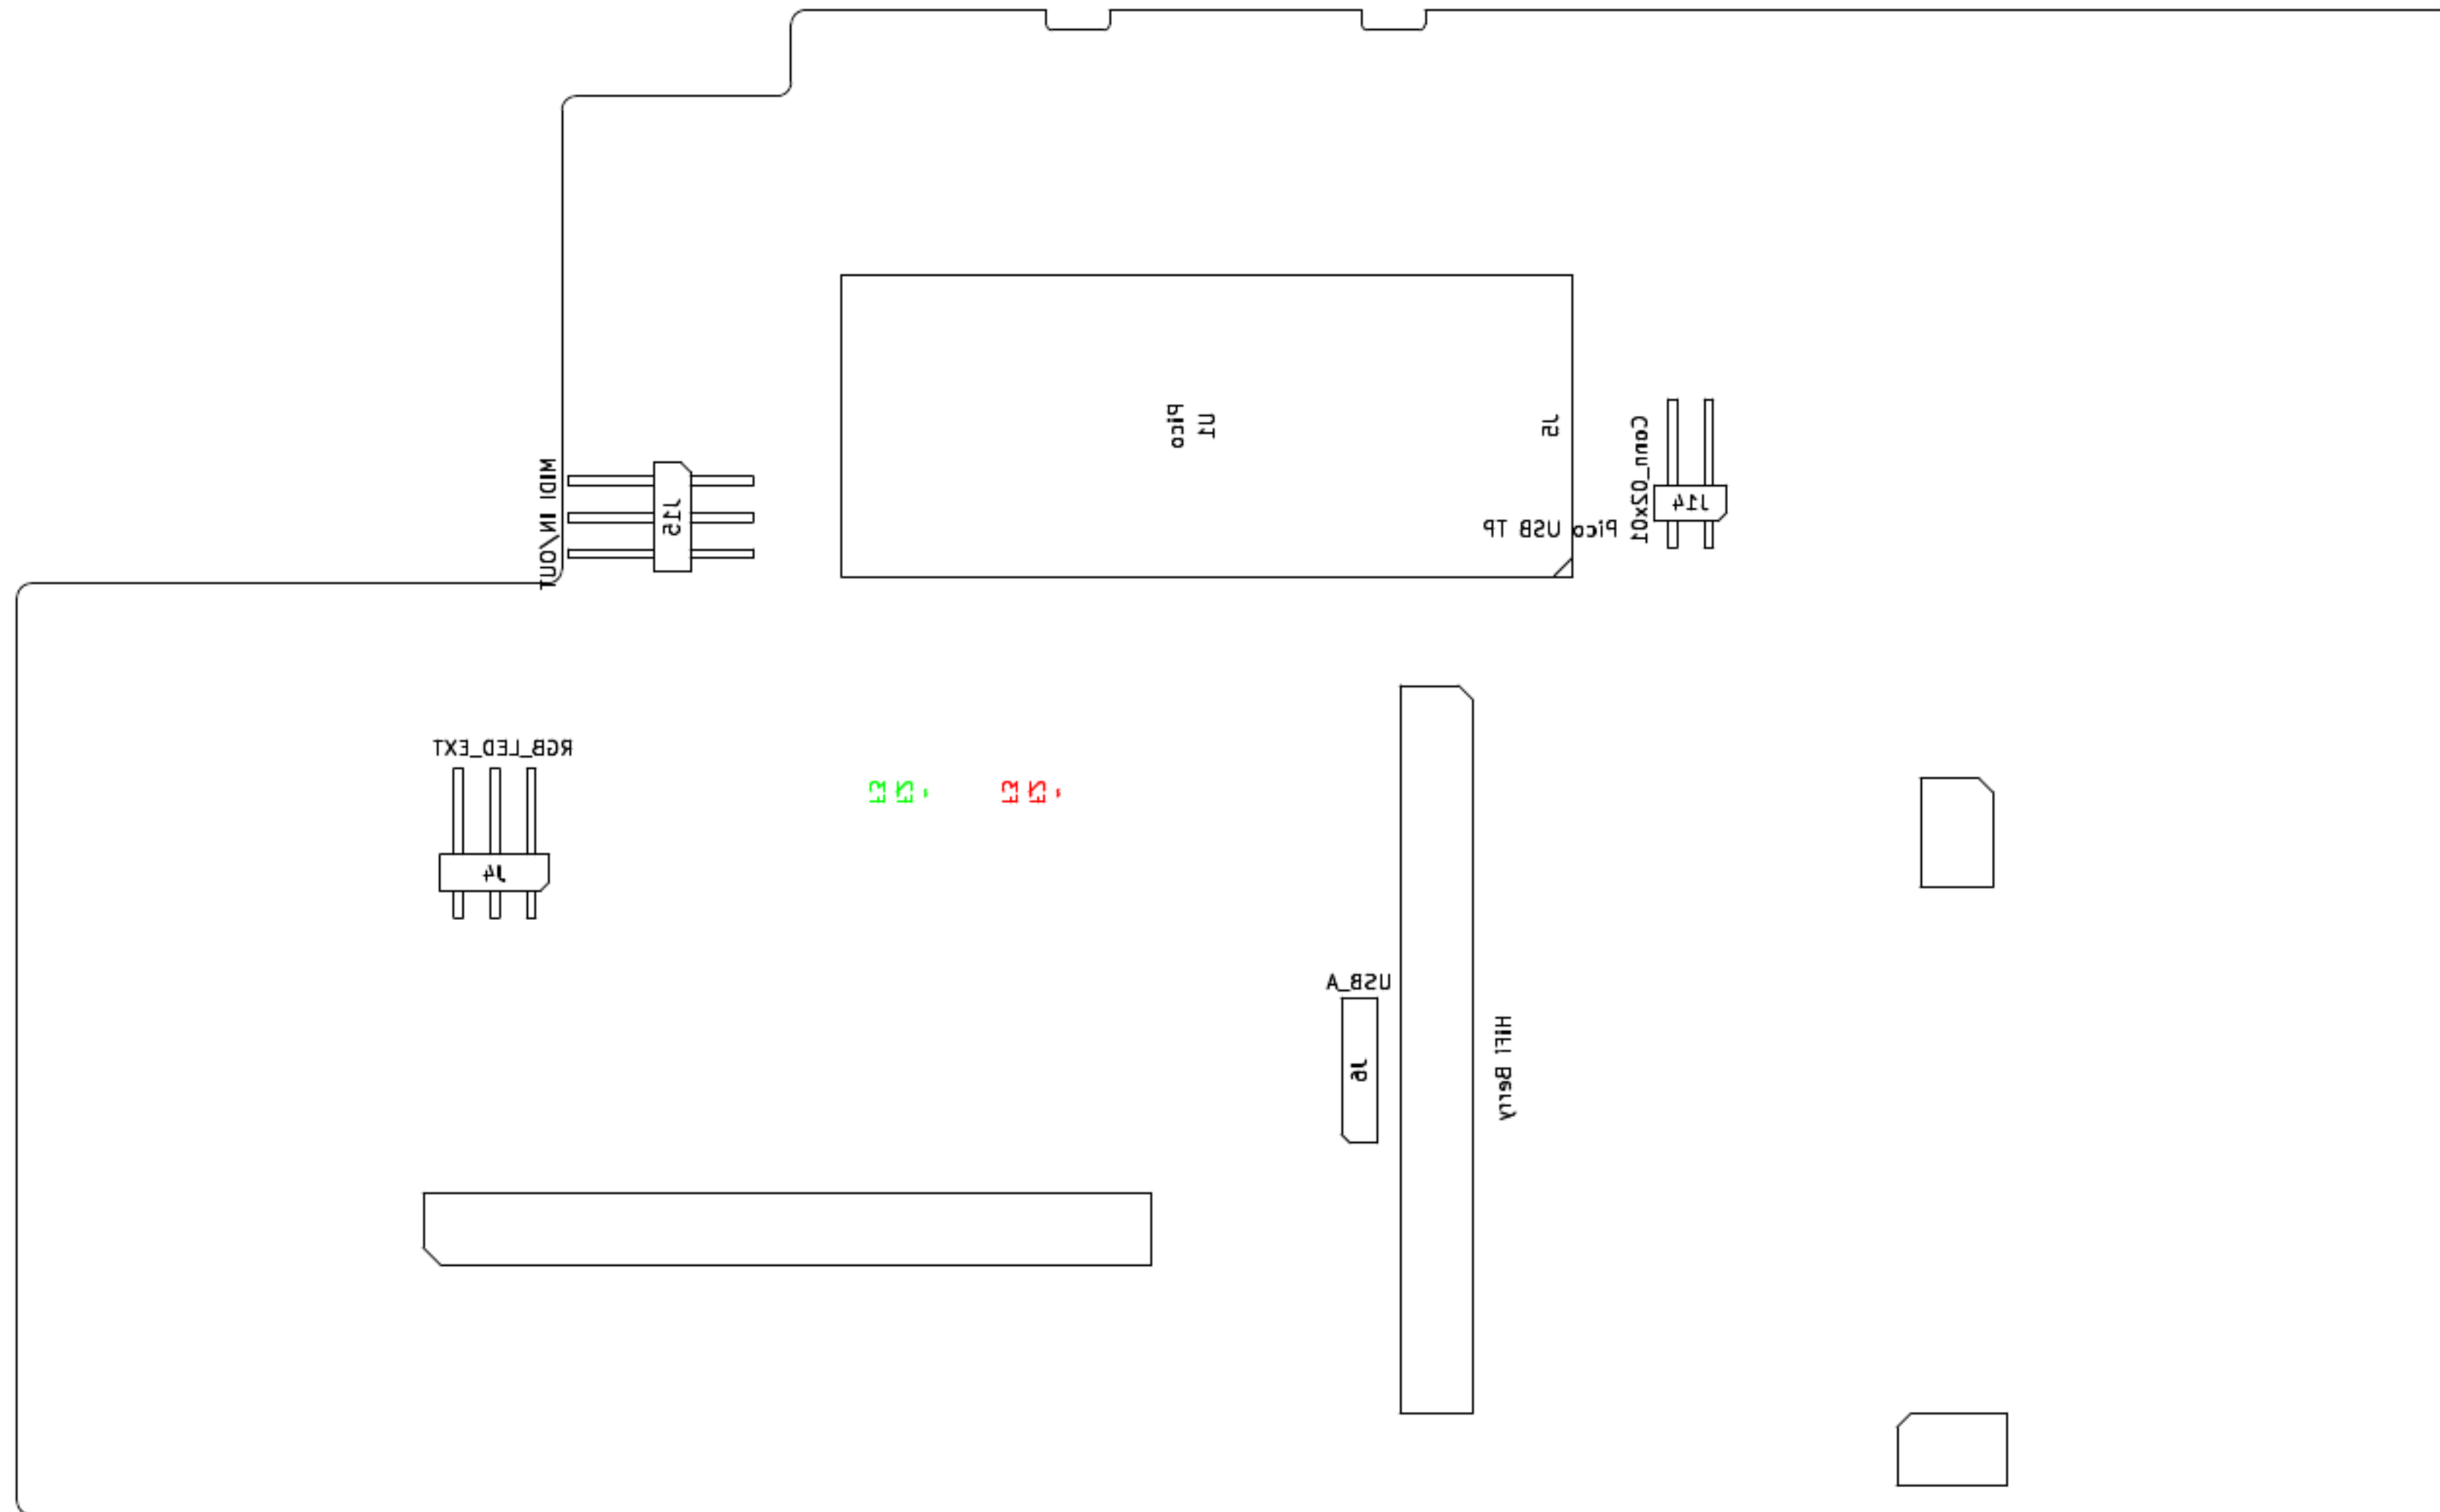 MIDI IN/OUT
J15
U1
Pico
J5
Pico USB TP
Conn_02x01
J14
RGB_LED_EXT
J4
USB_A
J6
HiFi Berry